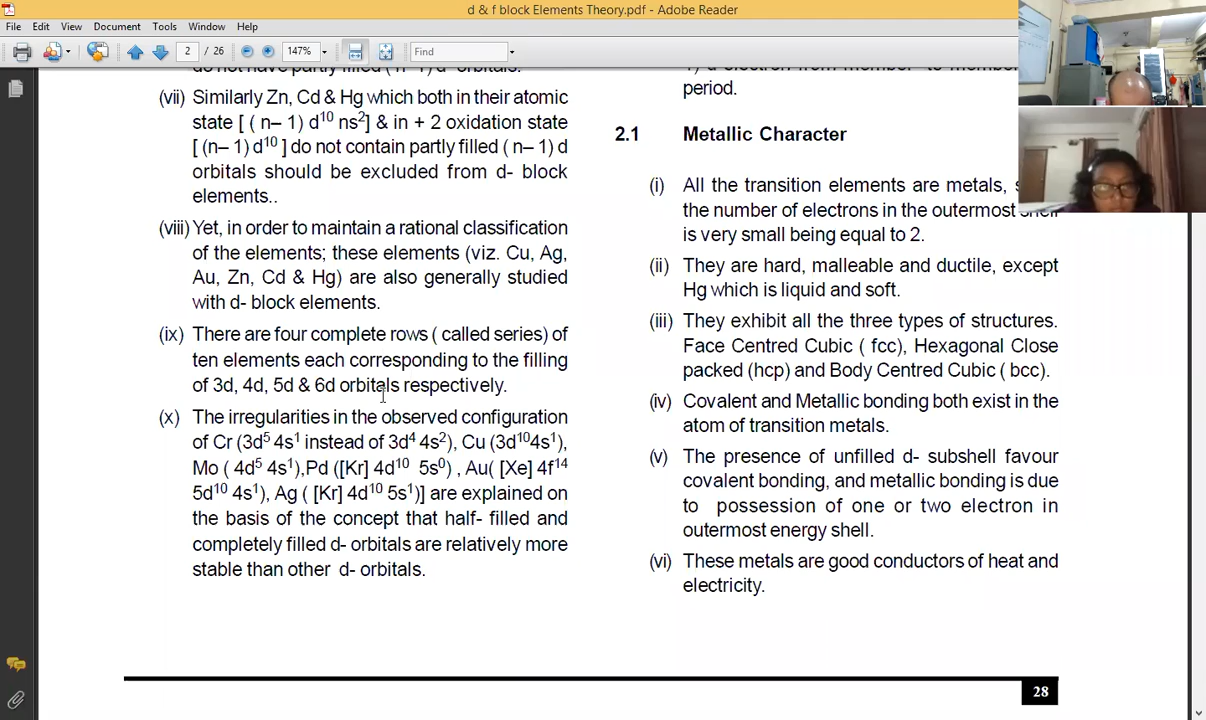 d & f block Elements Theory.pdf - Adobe Reader
File Edit View Document Tools Window Help
2 / 26 147% Find
do not have partly filled ( n– 1) d- orbitals.
(vii) Similarly Zn, Cd & Hg which both in their atomic
state [ ( n– 1) d10 ns2] & in + 2 oxidation state
[ (n– 1) d10 ] do not contain partly filled ( n– 1) d
orbitals should be excluded from d- block
elements..
(viii) Yet, in order to maintain a rational classification
of the elements; these elements (viz. Cu, Ag,
Au, Zn, Cd & Hg) are also generally studied
with d- block elements.
(ix) There are four complete rows ( called series) of
ten elements each corresponding to the filling
of 3d, 4d, 5d & 6d orbitals respectively.
(x) The irregularities in the observed configuration
of Cr (3d5 4s1 instead of 3d4 4s2), Cu (3d104s1),
Mo ( 4d5 4s1),Pd ([Kr] 4d10 5s0) , Au( [Xe] 4f14
5d10 4s1), Ag ( [Kr] 4d10 5s1)] are explained on
the basis of the concept that half- filled and
completely filled d- orbitals are relatively more
stable than other d- orbitals.
1) d-electron from member to
period.
2.1 Metallic Character
(i) All the transition elements are metals,
the number of electrons in the outermost shell
is very small being equal to 2.
(ii) They are hard, malleable and ductile, except
Hg which is liquid and soft.
(iii) They exhibit all the three types of structures.
Face Centred Cubic ( fcc), Hexagonal Close
packed (hcp) and Body Centred Cubic ( bcc).
(iv) Covalent and Metallic bonding both exist in the
atom of transition metals.
(v) The presence of unfilled d- subshell favour
covalent bonding, and metallic bonding is due
to possession of one or two electron in
outermost energy shell.
(vi) These metals are good conductors of heat and
electricity.
28